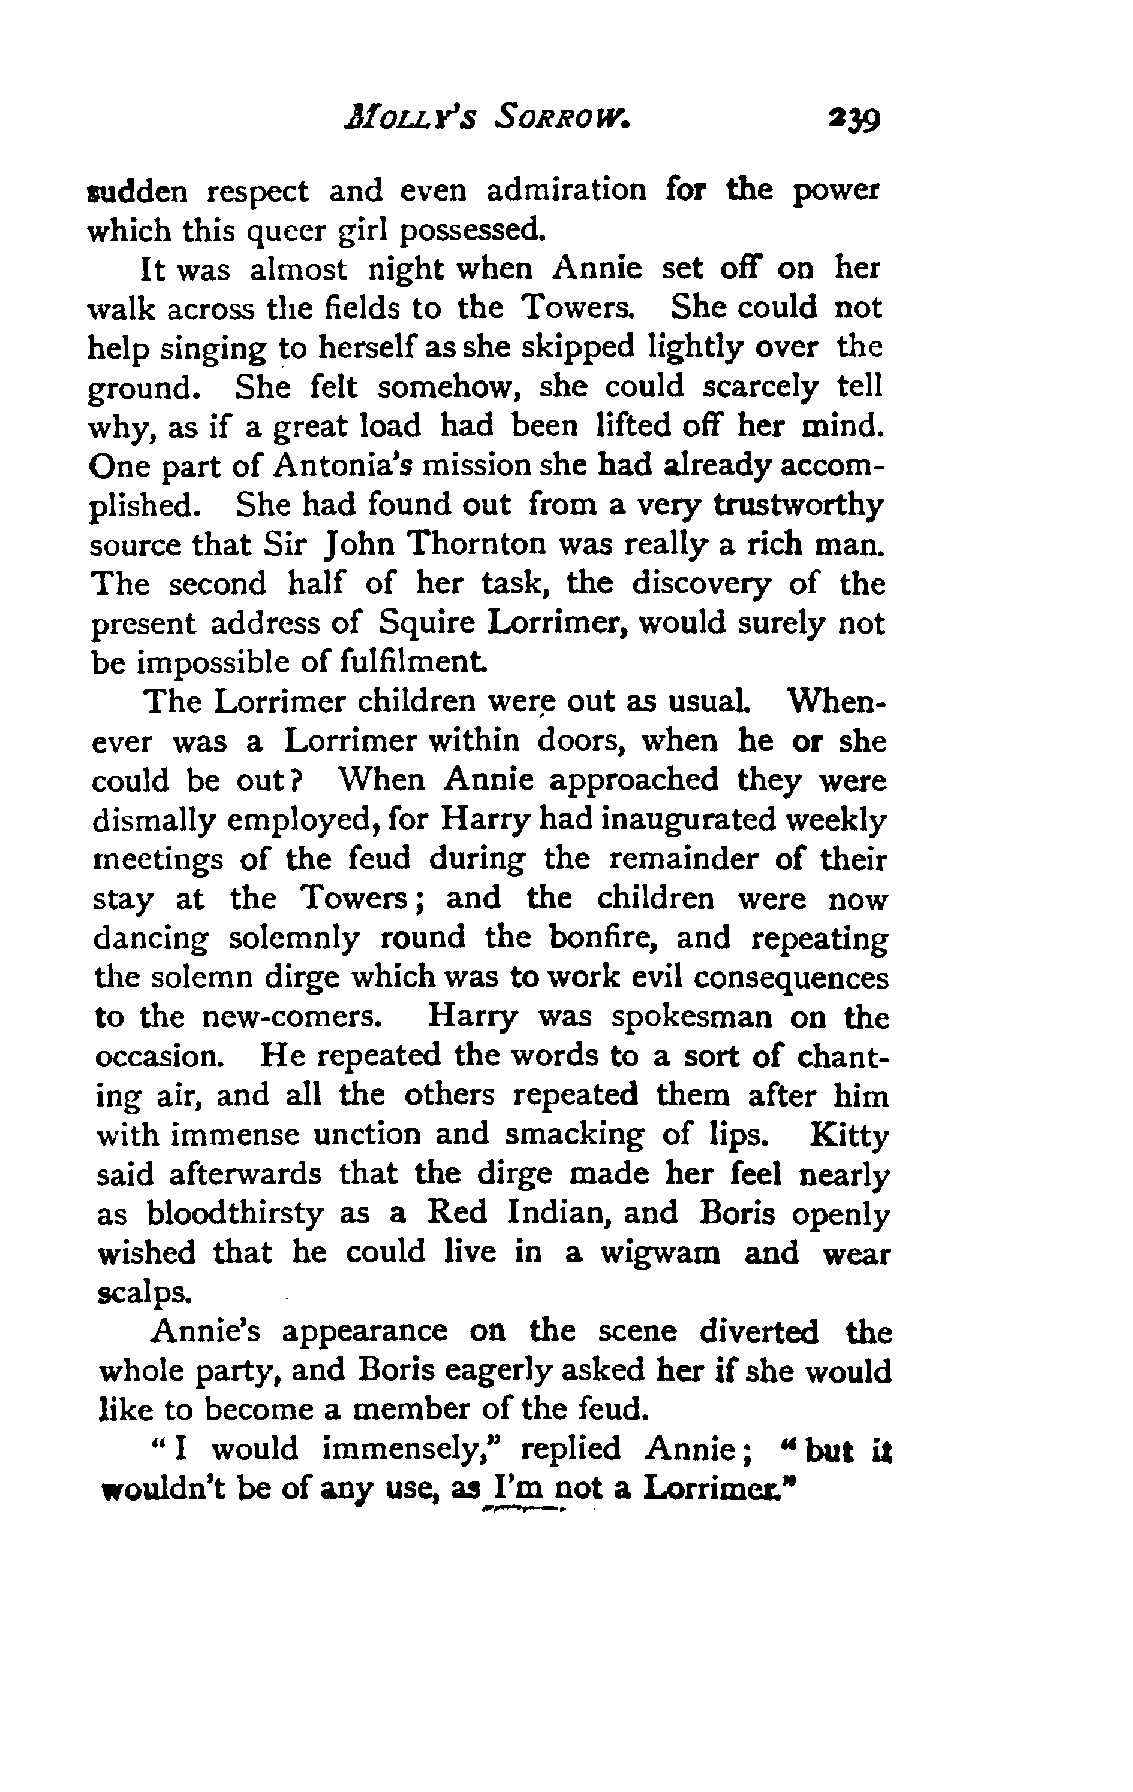 MOLLY'S SORROW. 239
sudden respect and even admiration for the power
which this queer girl possessed.
It was almost night when Annie set off on her
walk across the fields to the Towers. She could not
help singing to herself as she skipped lightly over the
ground. She felt somehow, she could scarcely tell
why, as if a great load had been lifted off her mind.
One part of Antonia's mission she had already accom-
plished. She had found out from a very trustworthy
source that Sir John Thornton was really a rich man.
The second half of her task, the discovery of the
present address of Squire Lorrimer, would surely not
be impossible of fulfilment.
The Lorrimer children were out as usual. When-
ever was a Lorrimer within doors, when he or she
could be out? When Annie approached they were
dismally employed, for Harry had inaugurated weekly
meetings of the feud during the remainder of their
stay at the Towers; and the children were now
dancing solemnly round the bonfire, and repeating
the solemn dirge which was to work evil consequences
to the new-comers. Harry was spokesman on the
occasion. He repeated the words to a sort of chant-
ing air, and all the others repeated them after him
with immense unction and smacking of lips. Kitty
said afterwards that the dirge made her feel nearly
as bloodthirsty as a Red Indian, and Boris openly
wished that he could live in a wigwam and wear
scalps.
Annie's appearance on the scene diverted the
whole party, and Boris eagerly asked her if she would
like to become a member of the feud.
"I would immensely," replied Annie; "but it
wouldn't be of any use, as I'm not a Lorrimer."